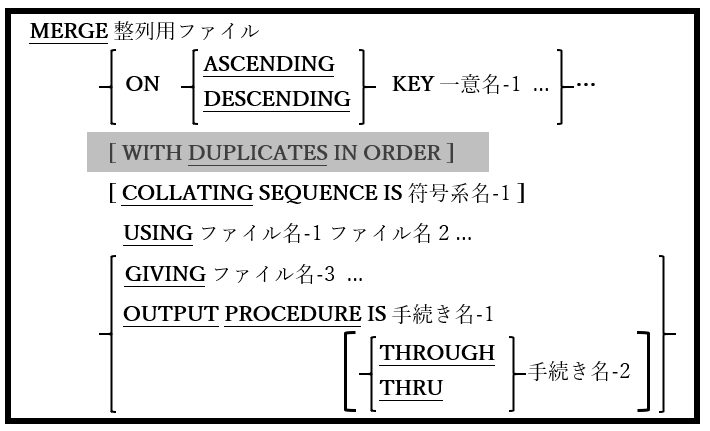 MERGE 整列用ファイル
ASCENDING
ON KEY 一意名-1 … …
DESCENDING
[ WITH DUPLICATES IN ORDER ]
[ COLLATING SEQUENCE IS 符号系名-1 ]
USING ファイル名-1 ファイル名 2 …
GIVING ファイル名-3 …
OUTPUT PROCEDURE IS 手続き名-1
THROUGH
手続き名-2
THRU